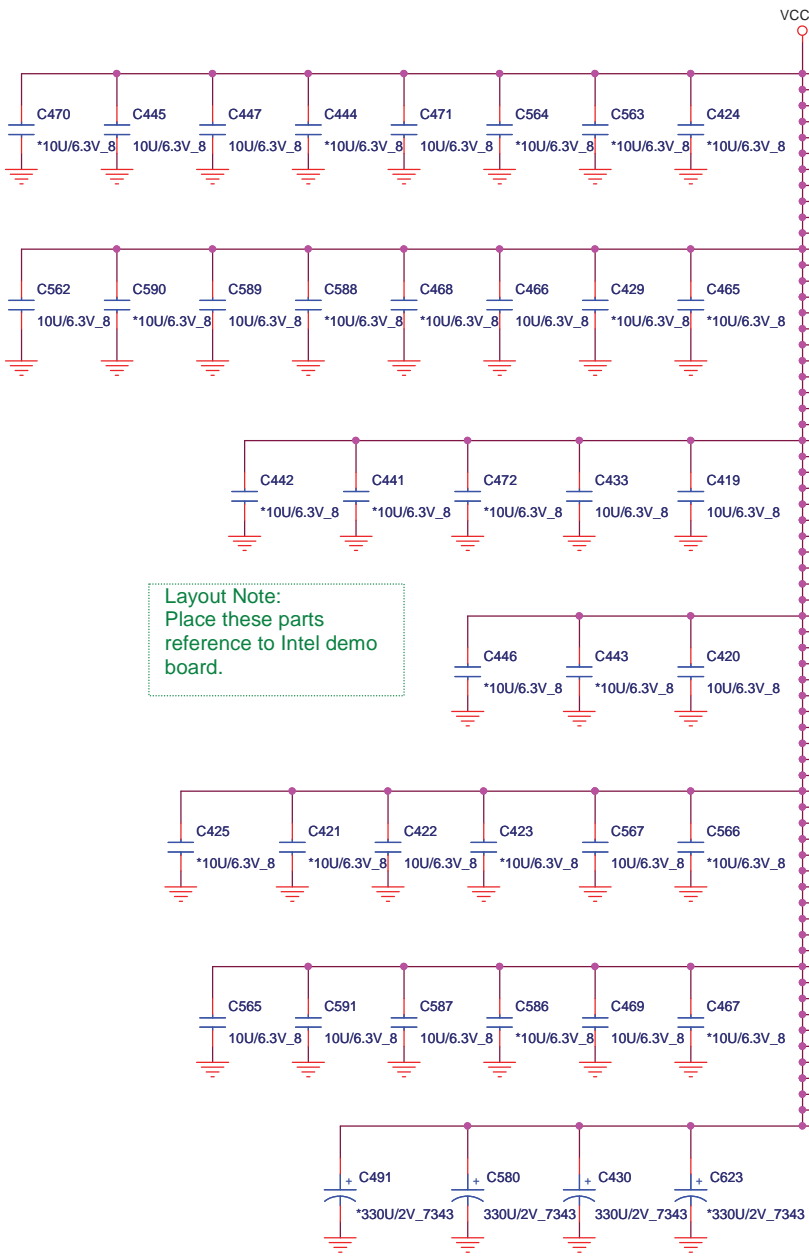 VCC
C470 C445 C447 C444 C471 C564 C563 C424
*10U/6.3V_8 10U/6.3V_8 10U/6.3V_8 *10U/6.3V_8 10U/6.3V_8 *10U/6.3V_8 *10U/6.3V_8 *10U/6.3V_8
C562 C590 C589 C588 C468 C466 C429 C465
10U/6.3V_8 *10U/6.3V_8 10U/6.3V_8 *10U/6.3V_8 *10U/6.3V_8 10U/6.3V_8 *10U/6.3V_8 *10U/6.3V_8
C442 C441 C472 C433 C419
*10U/6.3V_8 *10U/6.3V_8 *10U/6.3V_8 10U/6.3V_8 10U/6.3V_8
Layout Note:
Place these parts
reference to Intel demo
board.
C446 C443 C420
*10U/6.3V_8 *10U/6.3V_8 10U/6.3V_8
C425 C421 C422 C423 C567 C566
*10U/6.3V_8 *10U/6.3V_8 10U/6.3V_8 *10U/6.3V_8 10U/6.3V_8 *10U/6.3V_8
C565 C591 C587 C586 C469 C467
10U/6.3V_8 10U/6.3V_8 10U/6.3V_8 *10U/6.3V_8 10U/6.3V_8 *10U/6.3V_8
+ C491 + C580 + C430 + C623
*330U/2V_7343 330U/2V_7343 330U/2V_7343 *330U/2V_7343